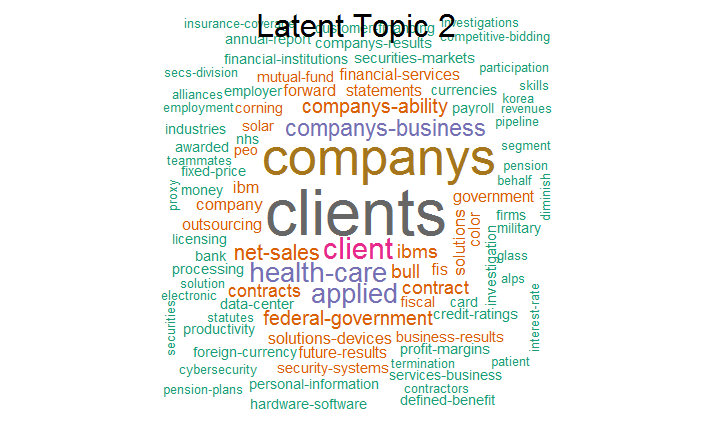 Latent Topic 2
insurance-coverage customer-financing investigations
annual-report companys-results competitive-bidding
financial-institutions securities-markets
secs-division mutual-fund financial-services participation
alliances employer forward statements currencies skills
employment corning companys-ability payroll korea revenues
industries solar companys-business pipeline
awarded nhs companys segment
teammates peo
fixed-price pension
proxy money ibm clients behalf diminish
company government
outsourcing solutions color firms military
licensing net-sales client ibms
bank investigation glass
processing health-care bull fis alps
solution
electronic contracts applied contract
data-center fiscal card interest-rate
securities statutes federal-government credit-ratings
productivity
solutions-devices business-results
foreign-currency future-results profit-margins
cybersecurity security-systems termination patient
services-business
pension-plans personal-information contractors
hardware-software defined-benefit